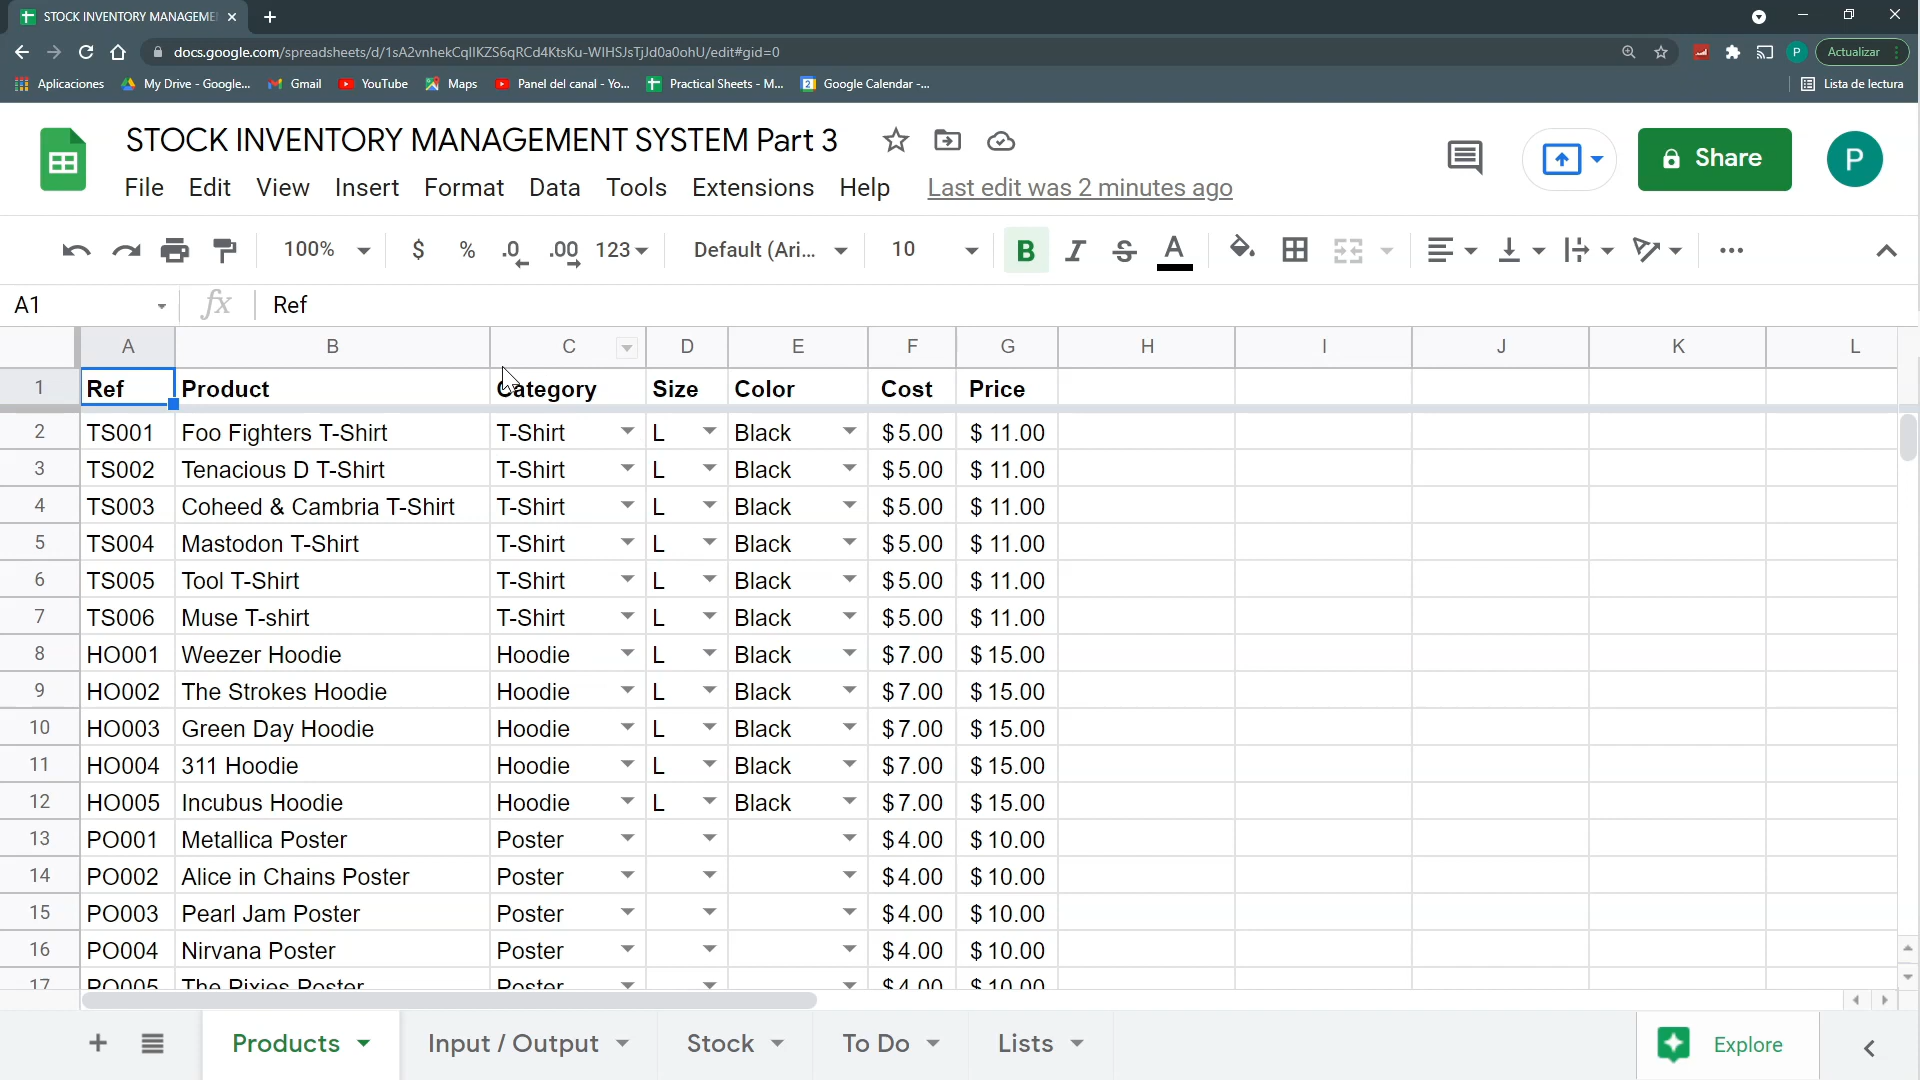 STOCK INVENTORY MANAGEME
docs.google.com/spreadsheets/d/1sA2vnhekCqlIKZS6qRCd4KtsKu-WIHSJsTjJd0a0ohU/edit#gid=0
P
Actualizar
Aplicaciones My Drive - Google... Gmail YouTube Maps Panel del canal - Yo... Practical Sheets - M... Google Calendar -... Lista de lectura
STOCK INVENTORY MANAGEMENT SYSTEM Part 3
Share
P
File Edit View Insert Format Data Tools Extensions Help Last edit was 2 minutes ago
100% $ % .0 .00 123 Default (Ari... 10 B I S A
A1 fx Ref
A B C D E F G H I J K L
1 Ref Product Category Size Color Cost Price
2 TS001 Foo Fighters T-Shirt T-Shirt L Black $5.00 $ 11.00
3 TS002 Tenacious D T-Shirt T-Shirt L Black $5.00 $ 11.00
4 TS003 Coheed & Cambria T-Shirt T-Shirt L Black $5.00 $ 11.00
5 TS004 Mastodon T-Shirt T-Shirt L Black $5.00 $ 11.00
6 TS005 Tool T-Shirt T-Shirt L Black $5.00 $ 11.00
7 TS006 Muse T-shirt T-Shirt L Black $5.00 $ 11.00
8 HO001 Weezer Hoodie Hoodie L Black $7.00 $15.00
9 HO002 The Strokes Hoodie Hoodie L Black $7.00 $15.00
10 HO003 Green Day Hoodie Hoodie L Black $7.00 $15.00
11 HO004 311 Hoodie Hoodie L Black $7.00 $15.00
12 HO005 Incubus Hoodie Hoodie L Black $7.00 $15.00
13 PO001 Metallica Poster Poster $4.00 $10.00
14 PO002 Alice in Chains Poster Poster $4.00 $10.00
15 PO003 Pearl Jam Poster Poster $4.00 $10.00
16 PO004 Nirvana Poster Poster $4.00 $10.00
17 PO005 The Pixies Poster Poster $4.00 $10.00
Products Input / Output Stock To Do Lists Explore